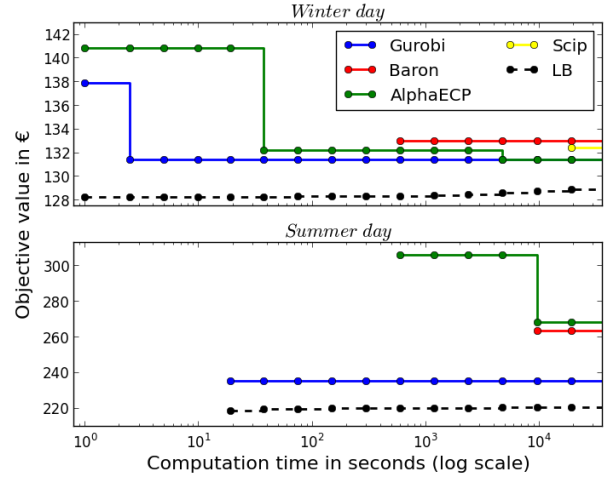 Winter day
142
140
138
136
134
132
130
128
Gurobi
Baron
AlphaECP
Scip
LB
Objective value in €
Summer day
300
280
260
240
220
10⁰
10¹
10²
10³
10⁴
Computation time in seconds (log scale)